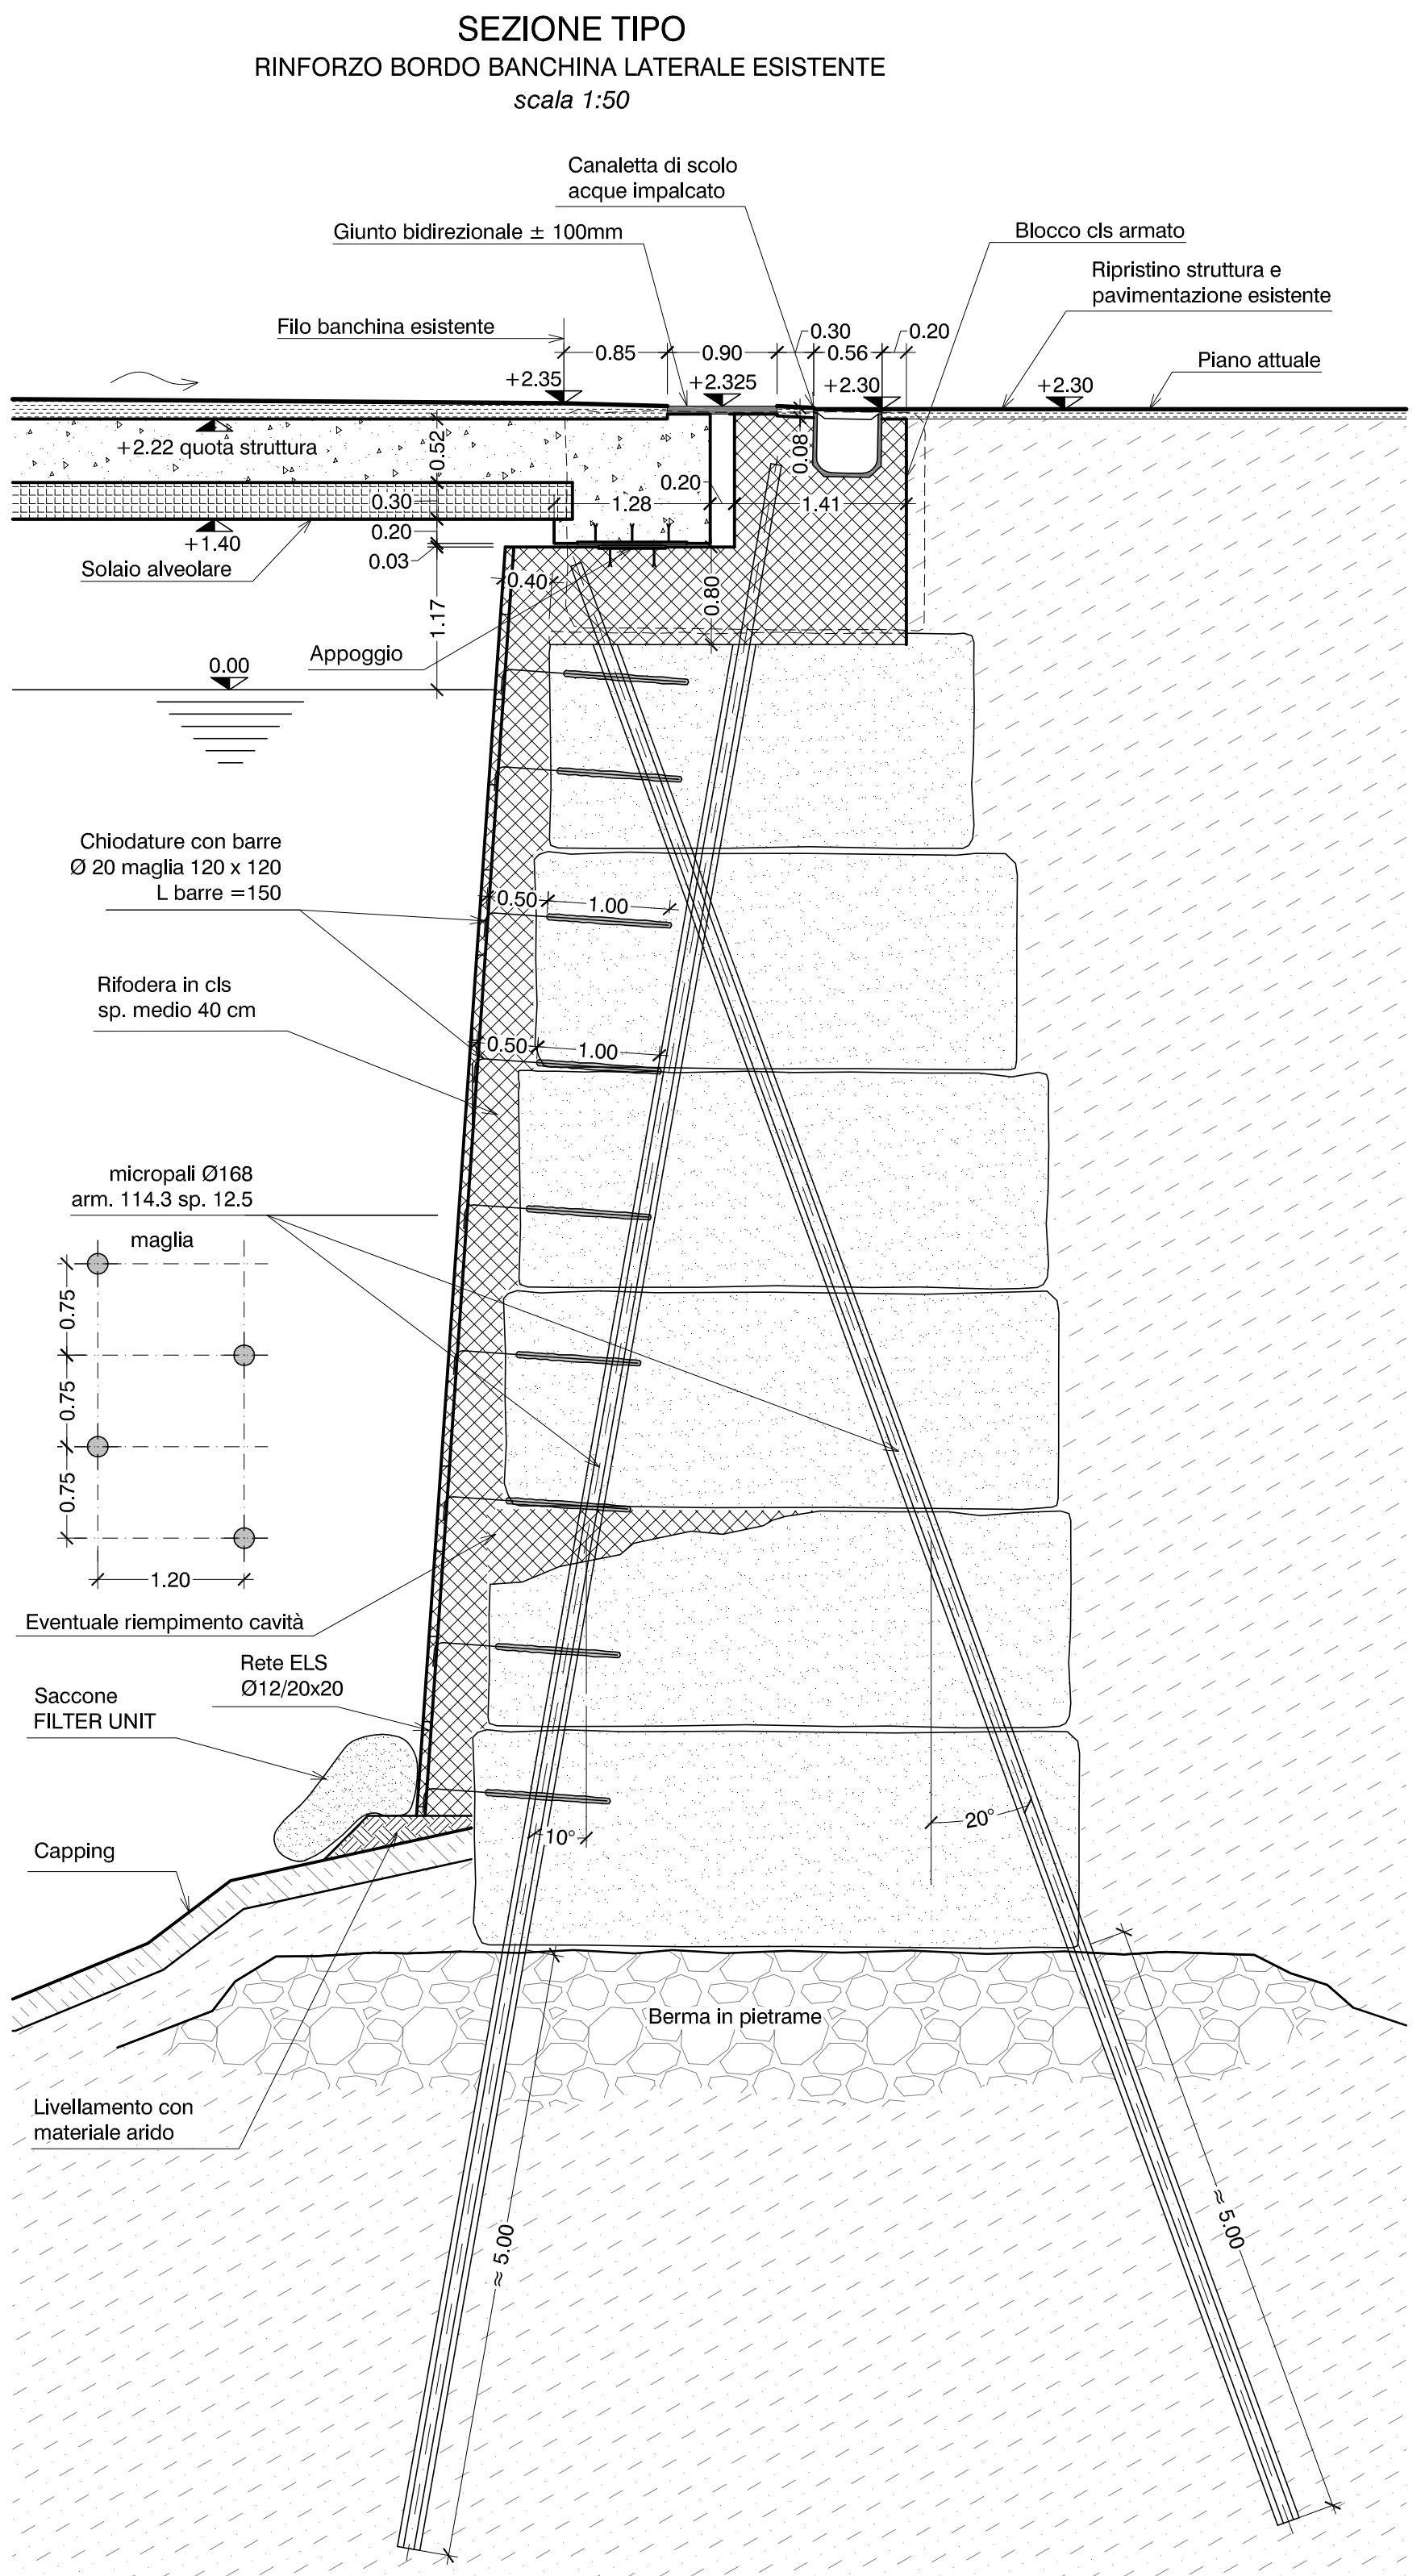 SEZIONE TIPO
RINFORZO BORDO BANCHINA LATERALE ESISTENTE
scala 1:50
Canaletta di scolo
acque impalcato
Giunto bidirezionale ± 100mm
Blocco cls armato
Ripristino struttura e
pavimentazione esistente
Filo banchina esistente
0.30
0.20
0.85
0.90
0.56
Piano attuale
+2.35
+2.325
+2.30
+2.30
+2.22 quota struttura
0.52
0.08
0.20
0.30
1.28
1.41
0.20
+1.40
0.03
Solaio alveolare
0.40
0.80
1.17
Appoggio
0.00
Chiodature con barre
Ø 20 maglia 120 x 120
L barre =150
0.50
1.00
Rifodera in cls
sp. medio 40 cm
0.50
1.00
micropali Ø168
arm. 114.3 sp. 12.5
maglia
0.75
0.75
0.75
1.20
Eventuale riempimento cavità
Rete ELS
Ø12/20x20
Saccone
FILTER UNIT
10°
20°
Capping
Berma in pietrame
Livellamento con
materiale arido
≈ 5.00
≈ 5.00